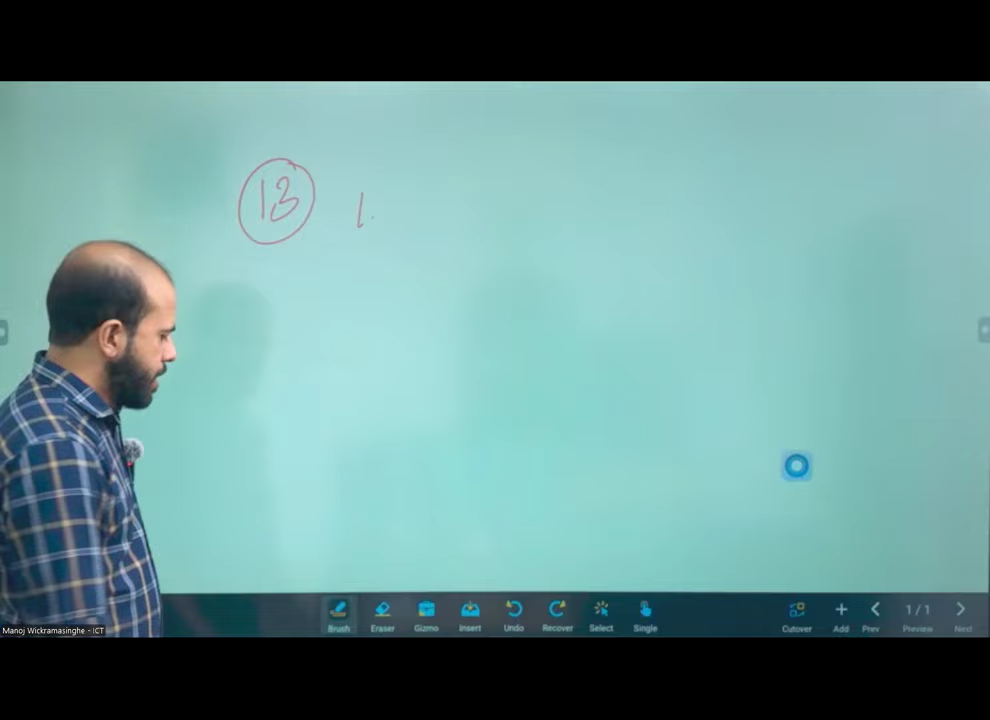 13 1.
Manoj Wickramasinghe - ICT
Brush Eraser Gizmo Insert Undo Recover Select Single Cutover Add Prev 1/1 Preview Next